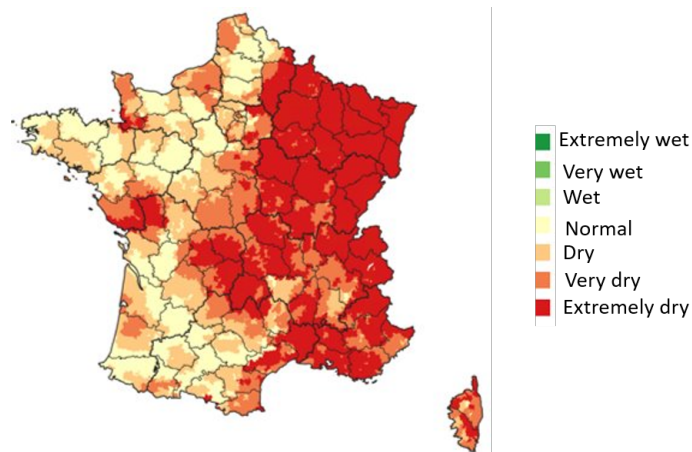 Extremely wet
Very wet
Wet
Normal
Dry
Very dry
Extremely dry